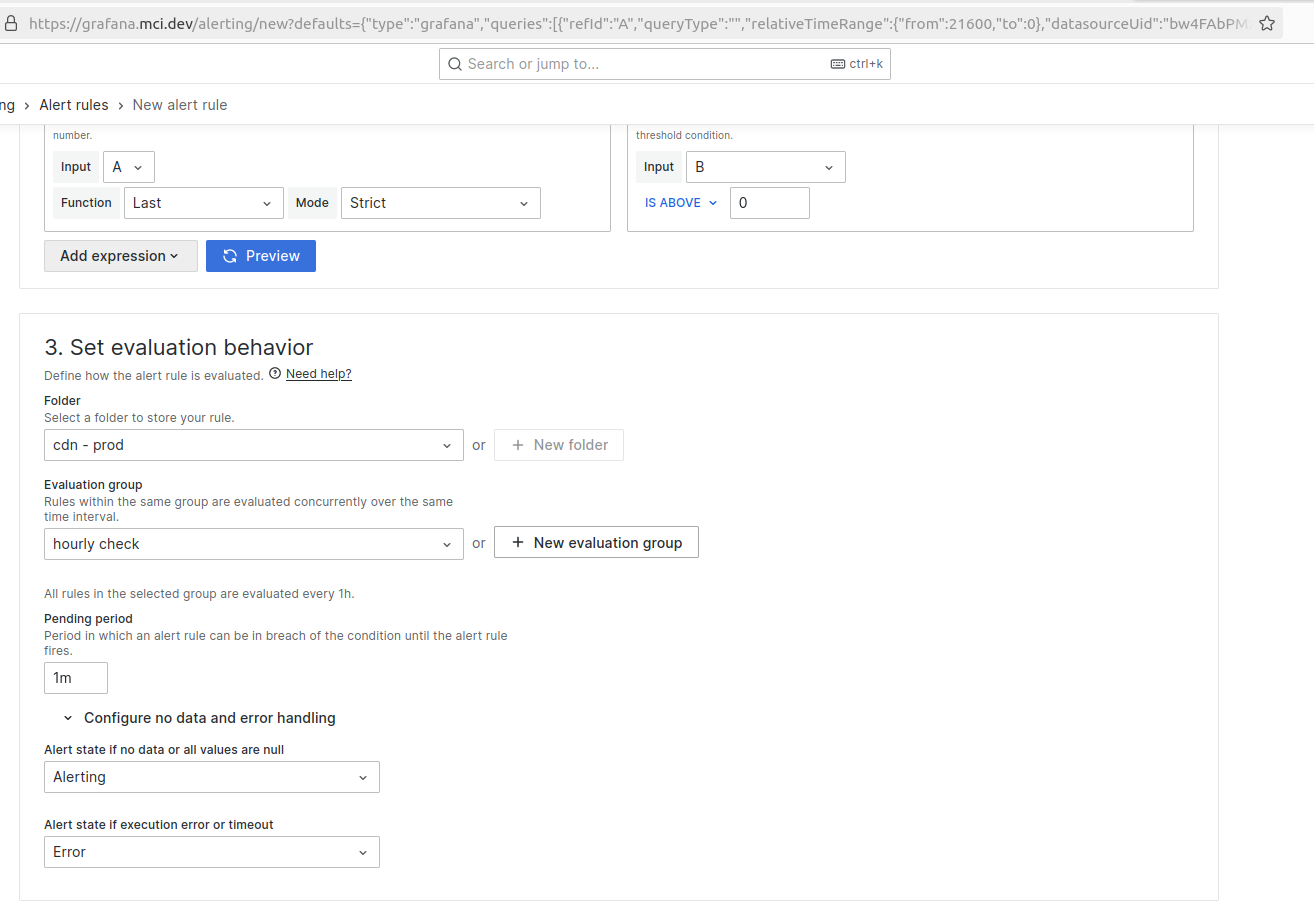 https://grafana.mci.dev/alerting/new?defaults={"type":"grafana","queries":[{"refId":"A","queryType":"","relativeTimeRange":{"from":21600,"to":0},"datasourceUid":"bw4FAbPM
Search or jump to... ctrl+k
ng › Alert rules › New alert rule
number. threshold condition.
Input A Input B
Function Last Mode Strict IS ABOVE 0
Add expression Preview
3. Set evaluation behavior
Define how the alert rule is evaluated. Need help?
Folder
Select a folder to store your rule.
cdn - prod or + New folder
Evaluation group
Rules within the same group are evaluated concurrently over the same
time interval.
hourly check or + New evaluation group
All rules in the selected group are evaluated every 1h.
Pending period
Period in which an alert rule can be in breach of the condition until the alert rule
fires.
1m
Configure no data and error handling
Alert state if no data or all values are null
Alerting
Alert state if execution error or timeout
Error